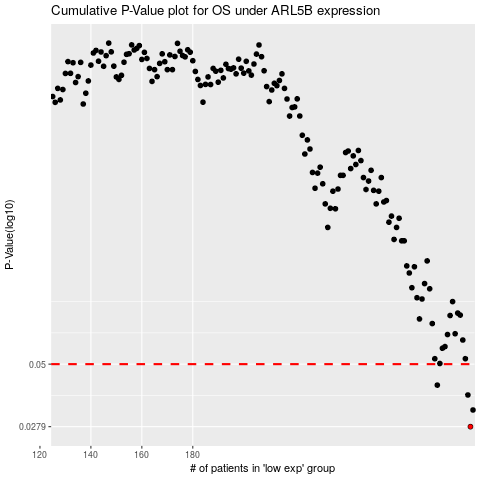 Cumulative P-Value plot for OS under ARL5B expression
P-Value(log10)
0.05
0.0279
120 140 160 180
# of patients in 'low exp' group